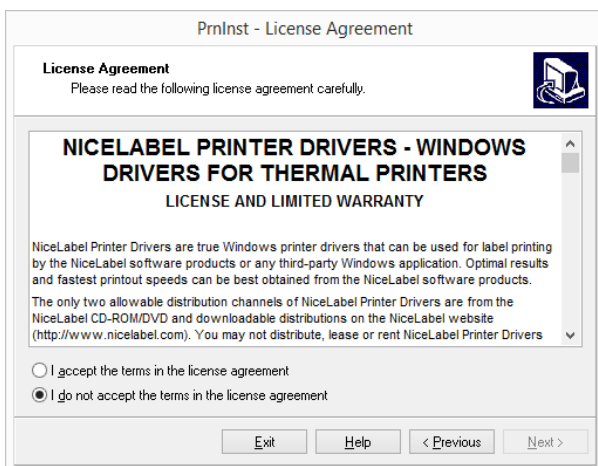 PrnInst - License Agreement
License Agreement
Please read the following license agreement carefully.
NICELABEL PRINTER DRIVERS - WINDOWS
DRIVERS FOR THERMAL PRINTERS
LICENSE AND LIMITED WARRANTY
NiceLabel Printer Drivers are true Windows printer drivers that can be used for label printing
by the NiceLabel software products or any third-party Windows application. Optimal results
and fastest printout speeds can be best obtained from the NiceLabel software products.
The only two allowable distribution channels of NiceLabel Printer Drivers are from the
NiceLabel CD-ROM/DVD and downloadable distributions on the NiceLabel website
(http://www.nicelabel.com). You may not distribute, lease or rent NiceLabel Printer Drivers
I accept the terms in the license agreement
I do not accept the terms in the license agreement
Exit
Help
< Previous
Next >